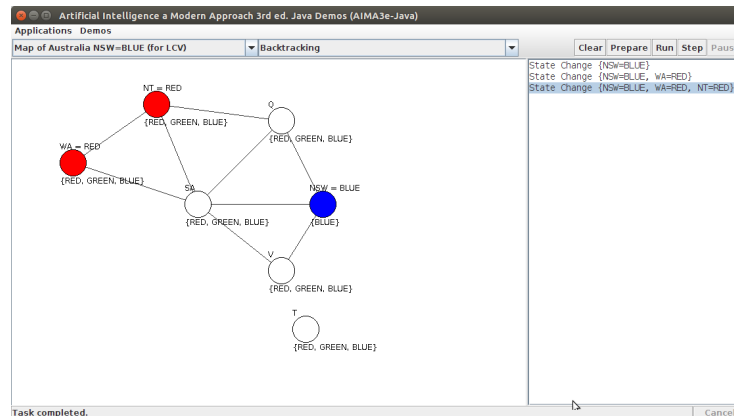 Artificial Intelligence a Modern Approach 3rd ed. Java Demos (AIMA3e-Java)
Applications Demos
Map of Australia NSW=BLUE (for LCV) Backtracking Clear Prepare Run Step Paus
State Change {NSW=BLUE}
State Change {NSW=BLUE, WA=RED}
State Change {NSW=BLUE, WA=RED, NT=RED}
NT = RED
{RED, GREEN, BLUE}
Q
{RED, GREEN, BLUE}
WA = RED
{RED, GREEN, BLUE}
SA
{RED, GREEN, BLUE}
NSW = BLUE
{BLUE}
V
{RED, GREEN, BLUE}
T
{RED, GREEN, BLUE}
Task completed. Cancel